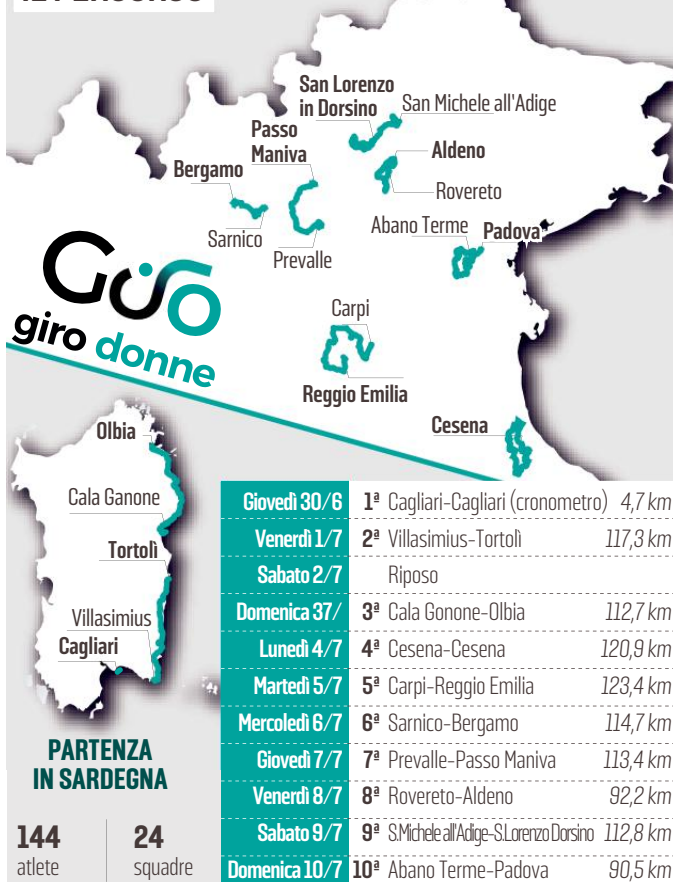 IL PERCORSO
San Lorenzo
in Dorsino
San Michele all'Adige
Passo
Maniva
Aldeno
Bergamo
Rovereto
Sarnico
Abano Terme
Padova
Prevalle
Giro
giro donne
Carpi
Reggio Emilia
Cesena
Olbia
Cala Ganone
Tortolì
Villasimius
Cagliari
PARTENZA
IN SARDEGNA
144
atlete
24
squadre
Giovedì 30/6 1ª Cagliari-Cagliari (cronometro) 4,7 km
Venerdì 1/7 2ª Villasimius-Tortolì 117,3 km
Sabato 2/7 Riposo
Domenica 37/ 3ª Cala Gonone-Olbia 112,7 km
Lunedì 4/7 4ª Cesena-Cesena 120,9 km
Martedì 5/7 5ª Carpi-Reggio Emilia 123,4 km
Mercoledì 6/7 6ª Sarnico-Bergamo 114,7 km
Giovedì 7/7 7ª Prevalle-Passo Maniva 113,4 km
Venerdì 8/7 8ª Rovereto-Aldeno 92,2 km
Sabato 9/7 9ª S.Michele all'Adige-S.Lorenzo Dorsino 112,8 km
Domenica 10/7 10ª Abano Terme-Padova 90,5 km